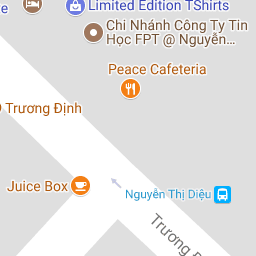 Limited Edition TShirts
Chi Nhánh Công Ty Tin
Học FPT @ Nguyễn...
Peace Cafeteria
Trương Định
Juice Box
Nguyễn Thị Diệu
Trương